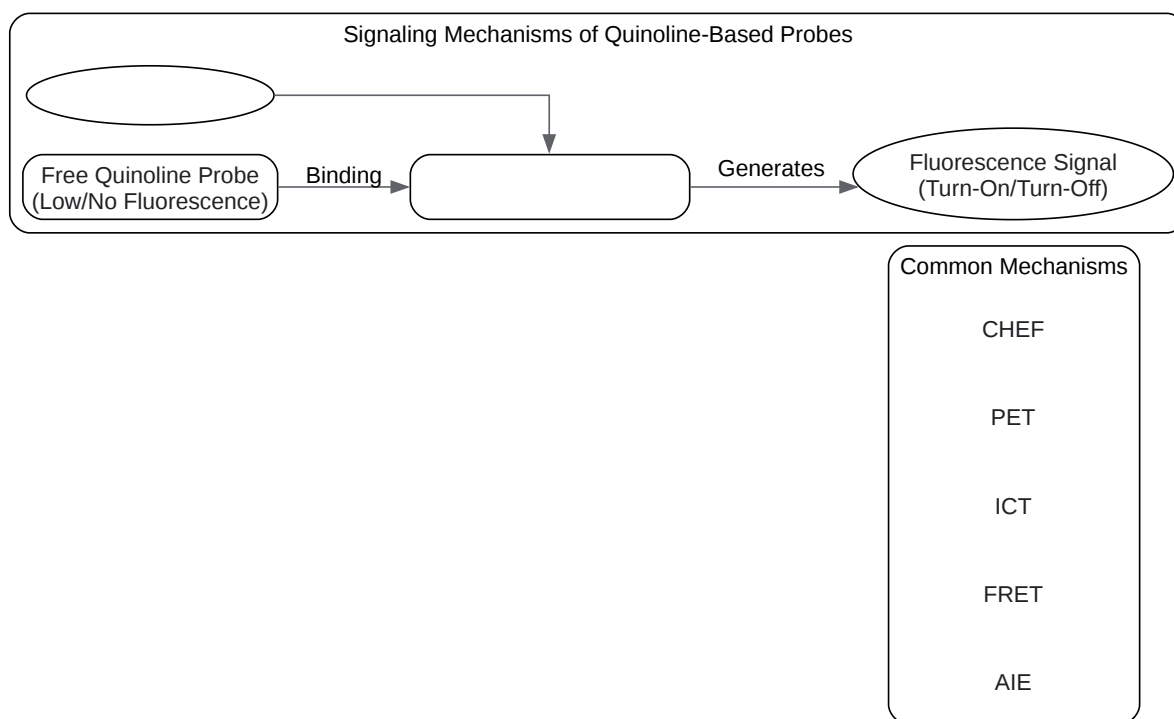 Signaling Mechanisms of Quinoline-Based Probes
Free Quinoline Probe
(Low/No Fluorescence)
Binding
Generates
Fluorescence Signal
(Turn-On/Turn-Off)
Common Mechanisms
CHEF
PET
ICT
FRET
AIE